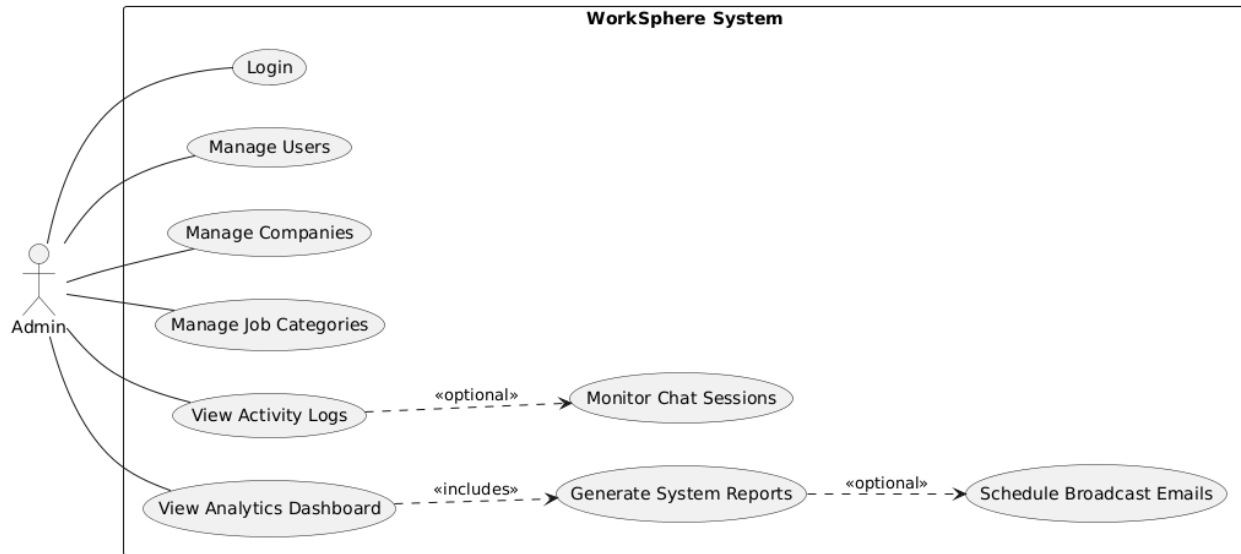 WorkSphere System
Login
Manage Users
Manage Companies
Admin
Manage Job Categories
View Activity Logs
«optional»
Monitor Chat Sessions
View Analytics Dashboard
«includes»
Generate System Reports
«optional»
Schedule Broadcast Emails